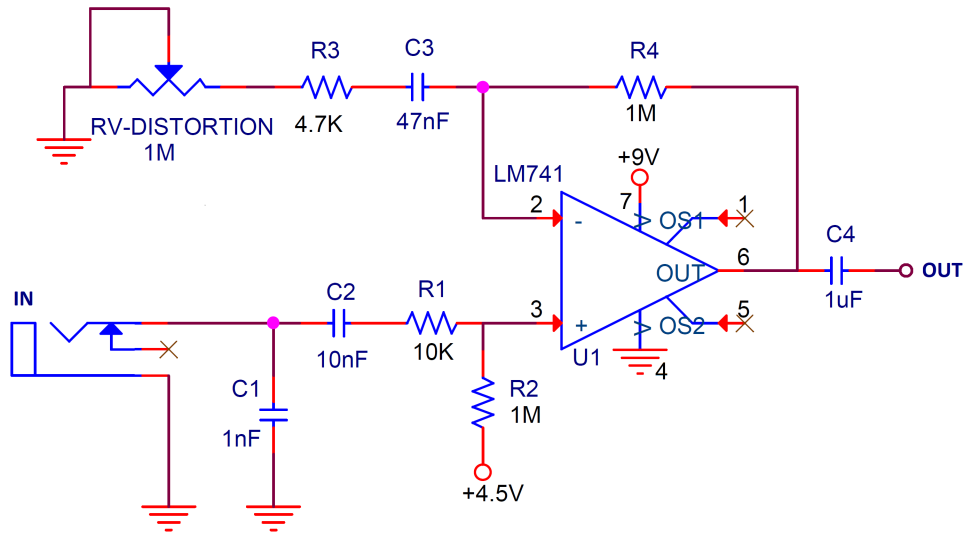 R3
C3
R4
RV-DISTORTION
1M
4.7K
47nF
1M
+9V
LM741
2
7
1
-
V
OS1
C4
6
OUT
OUT
1uF
IN
C2
R1
3
+
V
OS2
5
10nF
10K
U1
4
C1
1nF
R2
1M
+4.5V